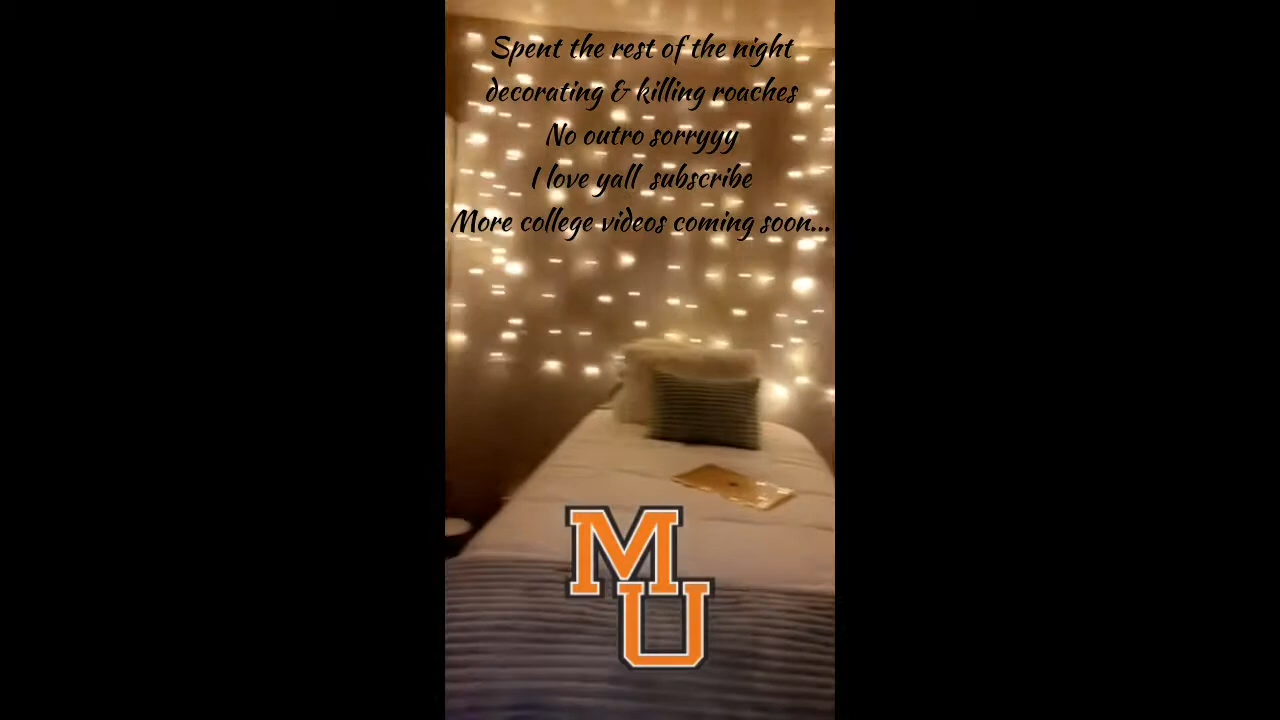 Spent the rest of the night
decorating & killing roaches
No outro sorryyy
I love yall subscribe
More college videos coming soon...
MU